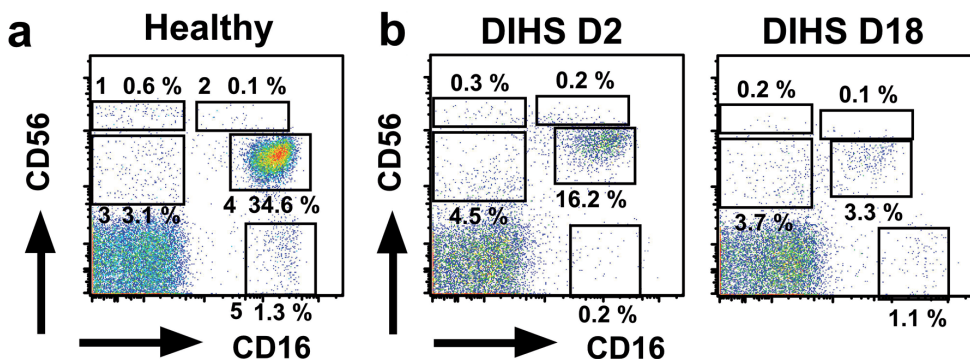 a Healthy b DIHS D2 DIHS D18
1 0.6 % 2 0.1 %
3 3.1 % 4 34.6 %
5 1.3 %
0.3 % 0.2 %
4.5 % 16.2 %
0.2 %
0.2 % 0.1 %
3.7 % 3.3 %
1.1 %
CD56
CD56
CD16
CD16